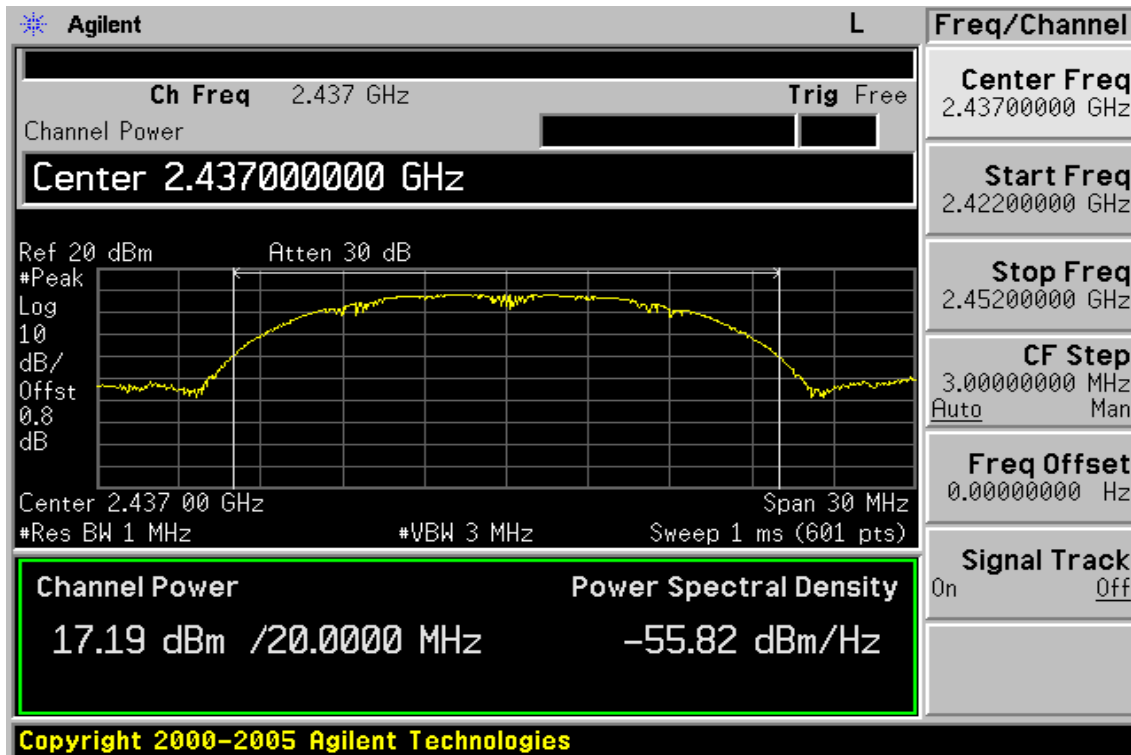 Agilent
L
Freq/Channel
Ch Freq 2.437 GHz
Trig Free
Channel Power
Center 2.437000000 GHz
Ref 20 dBm
Atten 30 dB
#Peak
Log
10
dB/
Offst
0.8
dB
Center 2.437 00 GHz
Span 30 MHz
#Res BW 1 MHz
#VBW 3 MHz
Sweep 1 ms (601 pts)
Channel Power
Power Spectral Density
17.19 dBm /20.0000 MHz
-55.82 dBm/Hz
Center Freq
2.43700000 GHz
Start Freq
2.42200000 GHz
Stop Freq
2.45200000 GHz
CF Step
3.00000000 MHz
Auto Man
Freq Offset
0.00000000 Hz
Signal Track
On Off
Copyright 2000-2005 Agilent Technologies